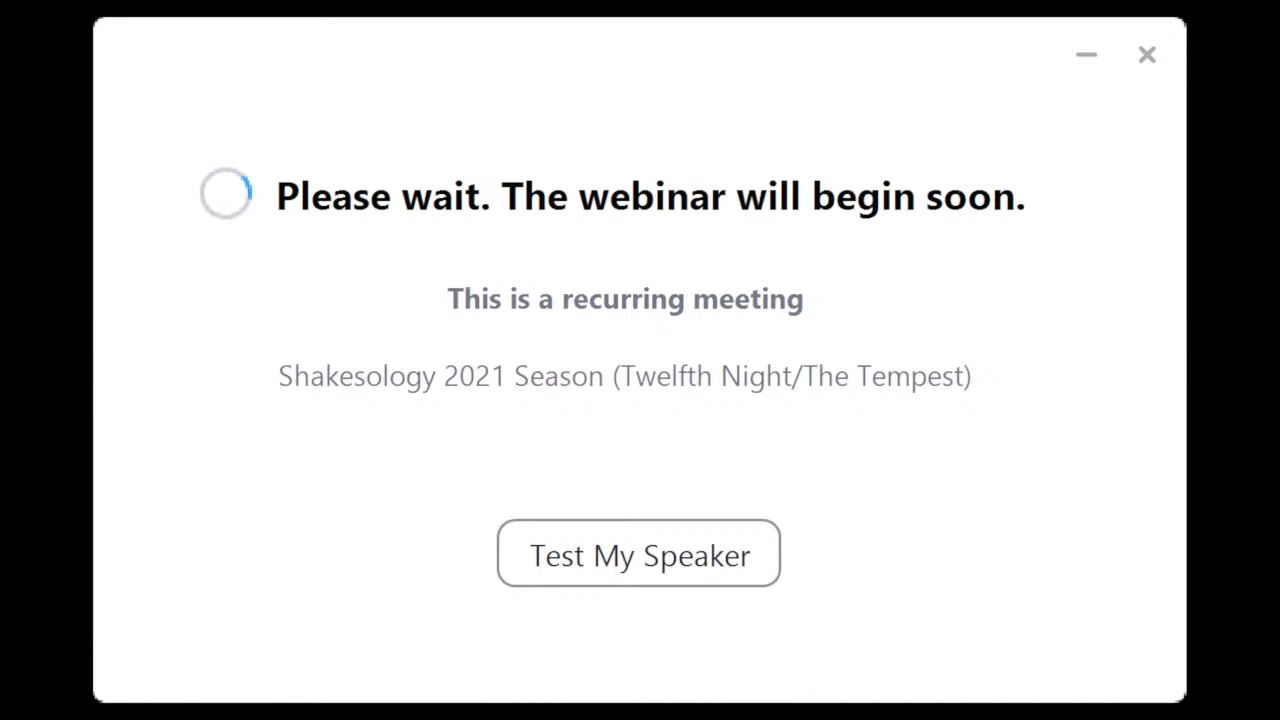 Please wait. The webinar will begin soon.
This is a recurring meeting
Shakesology 2021 Season (Twelfth Night/The Tempest)
Test My Speaker